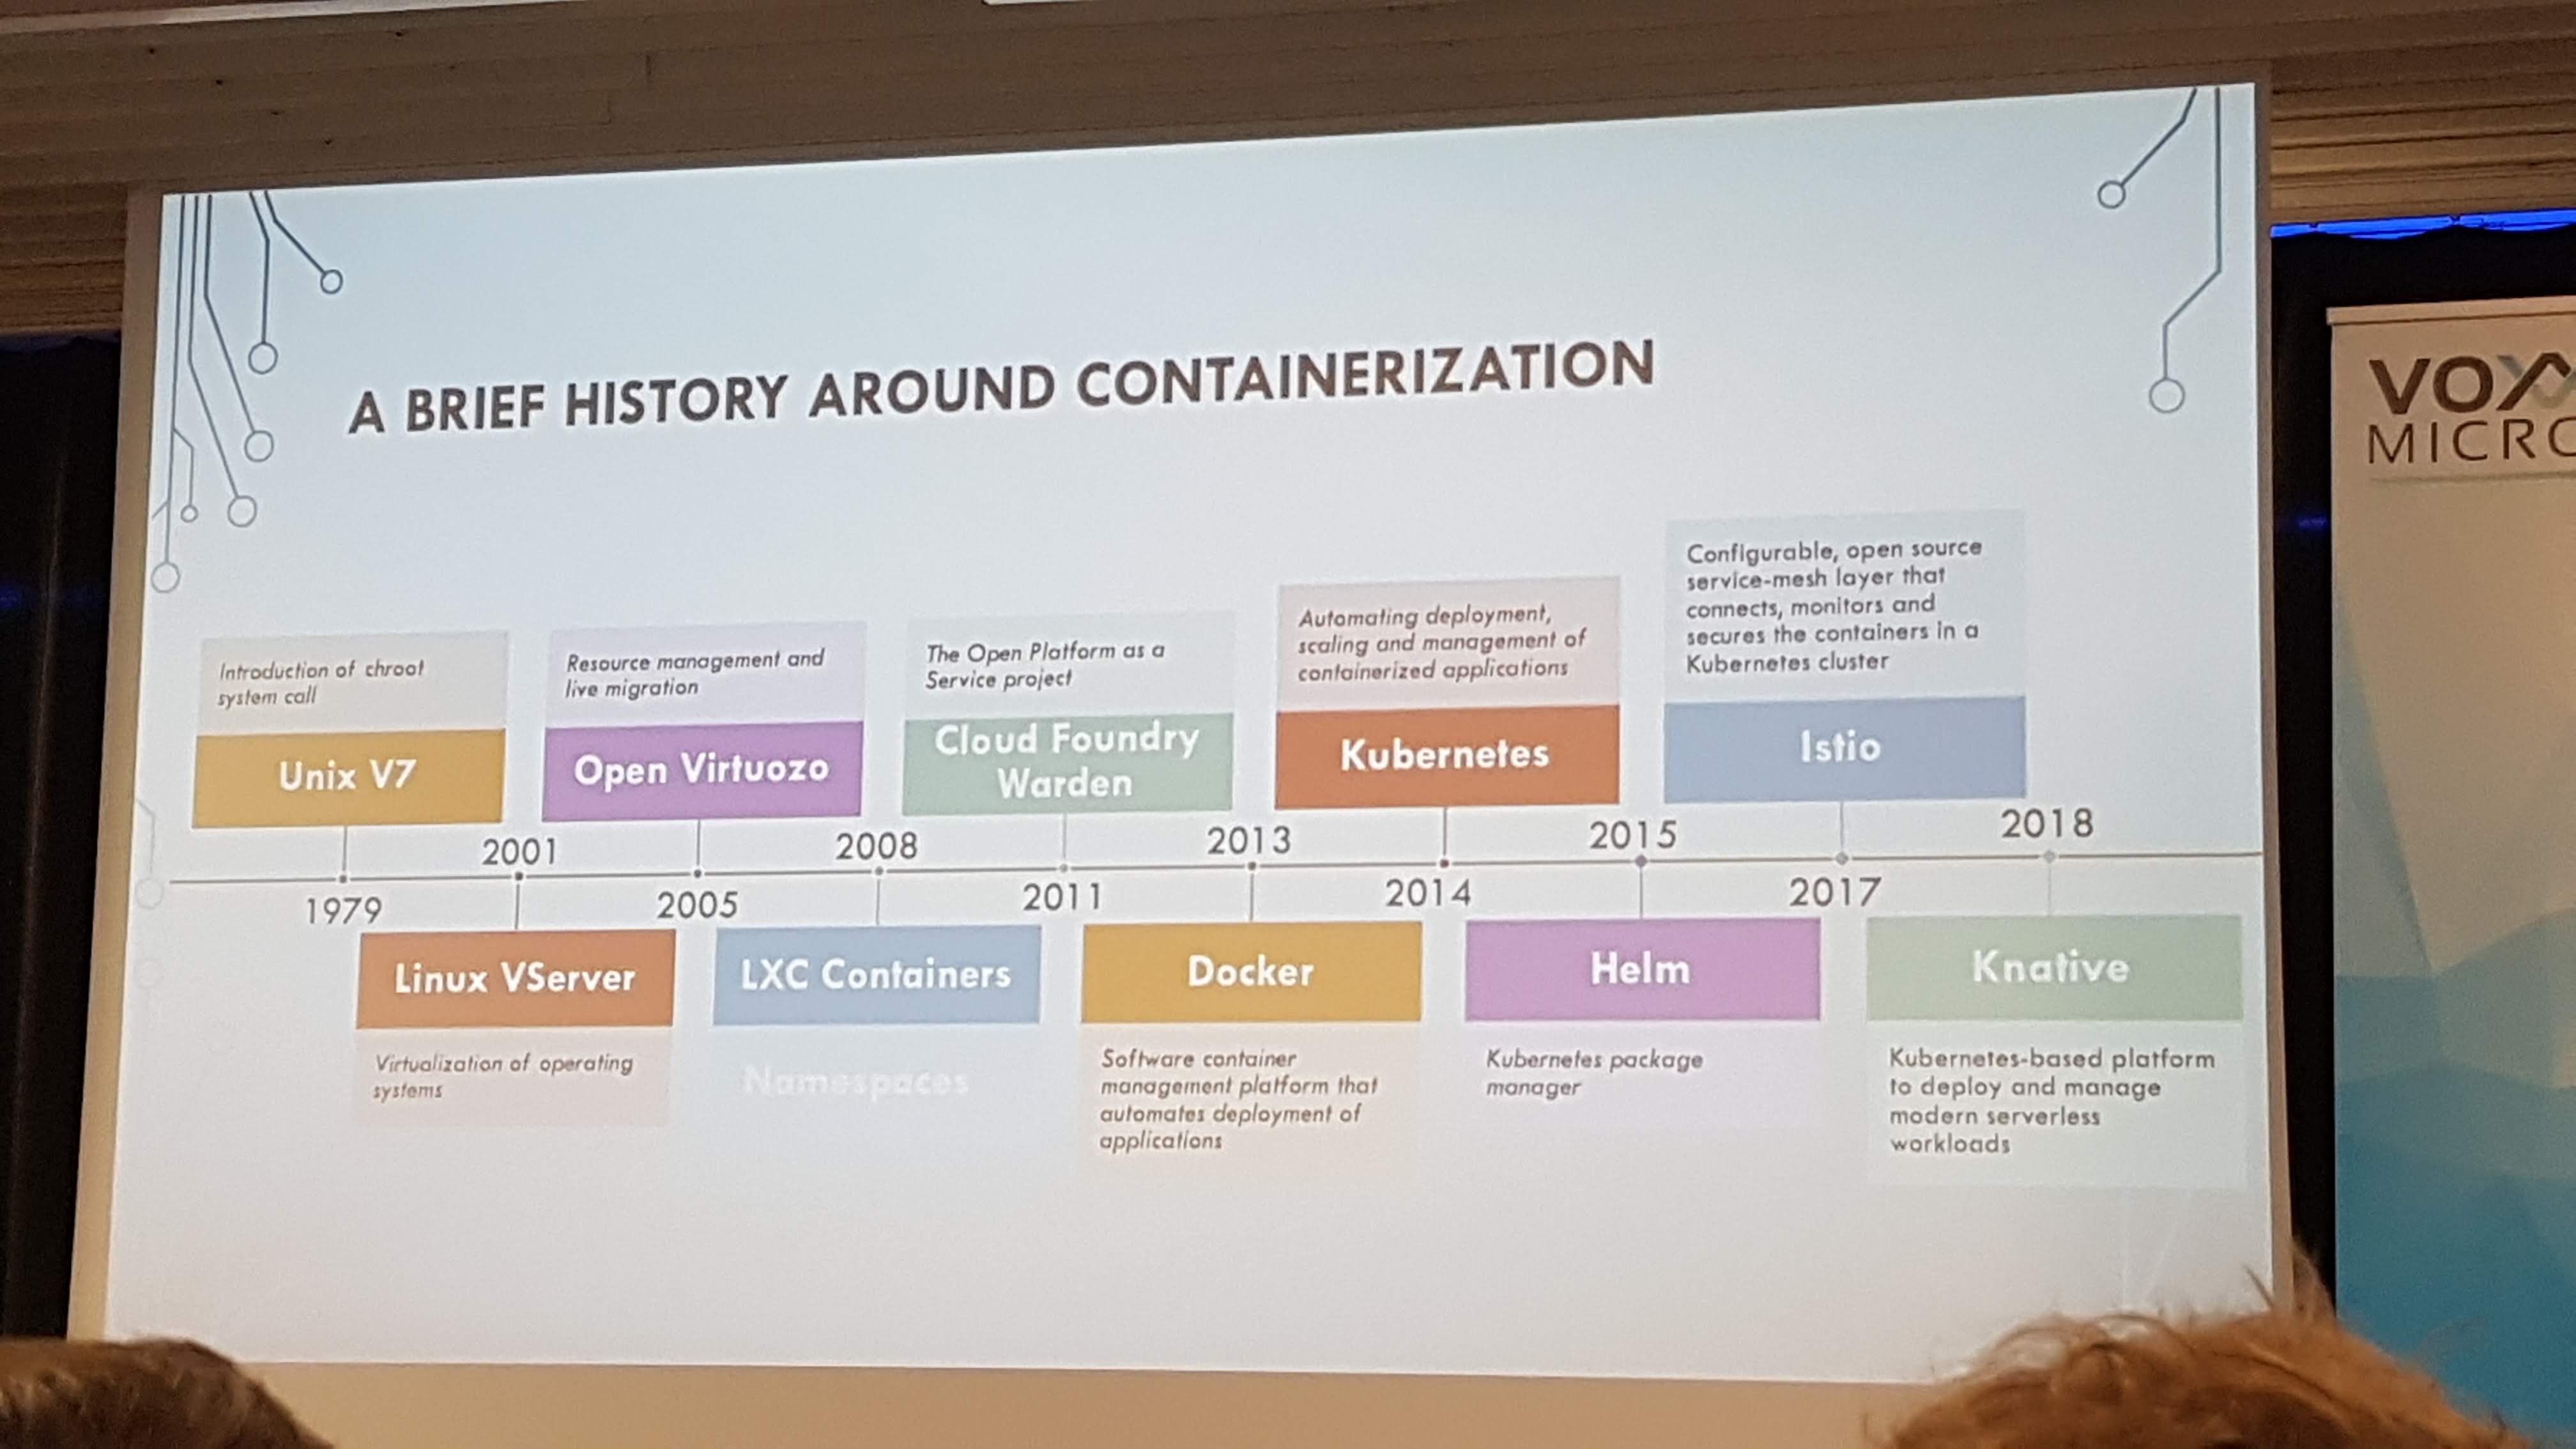 A BRIEF HISTORY AROUND CONTAINERIZATION
Introduction of chroot
system call
Unix V7
1979
2001
Linux VServer
Virtualization of operating
systems
Resource management and
live migration
Open Virtuozo
2005
2008
LXC Containers
Namespaces
The Open Platform as a
Service project
Cloud Foundry
Warden
2011
2013
Docker
Software container
management platform that
automates deployment of
applications
Automating deployment,
scaling and management of
containerized applications
Kubernetes
2014
2015
Helm
Kubernetes package
manager
Configurable, open source
service-mesh layer that
connects, monitors and
secures the containers in a
Kubernetes cluster
Istio
2017
2018
Knative
Kubernetes-based platform
to deploy and manage
modern serverless
workloads